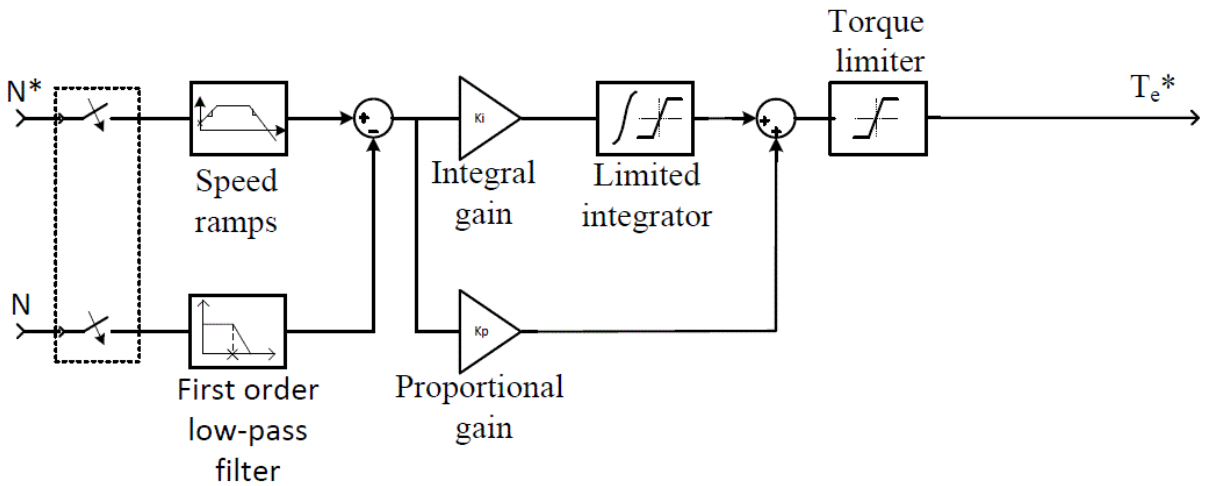 Torque
limiter
N*
Te*
Speed
ramps
Ki
Integral
gain
Limited
integrator
N
Kp
First order
low-pass
filter
Proportional
gain